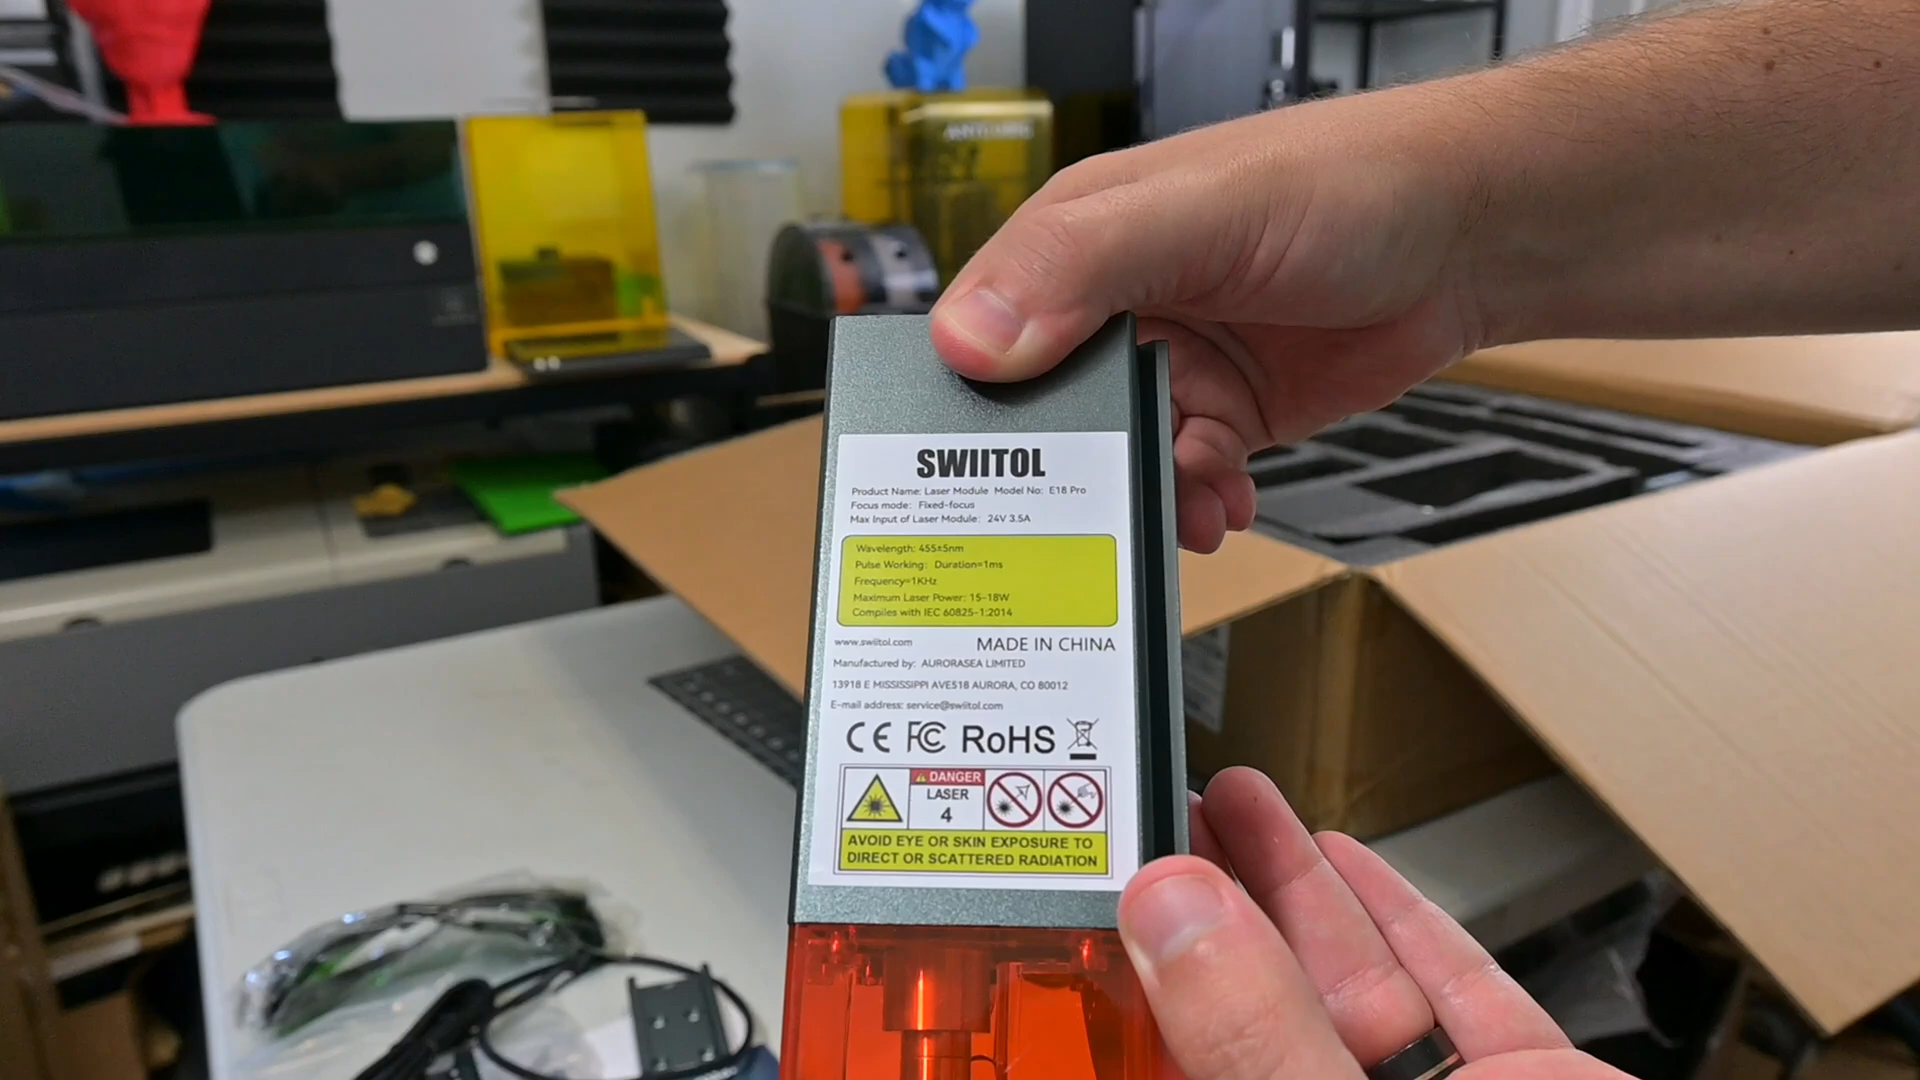 SWIITOL
Product Name: Laser Module Model No: E18 Pro
Focus mode: Fixed-focus
Max Input of Laser Module: 24V 3.5A
Wavelength: 455±5nm
Pulse Working: Duration=1ms
Frequency=1KHz
Maximum Laser Power: 15-18W
Complies with IEC 60825-1:2014
www.swiitol.com MADE IN CHINA
Manufactured by: AURORASEA LIMITED
13918 E MISSISSIPPI AVE518 AURORA, CO 80012
E-mail address: service@swiitol.com
CE FC RoHS
DANGER
LASER
4
AVOID EYE OR SKIN EXPOSURE TO
DIRECT OR SCATTERED RADIATION